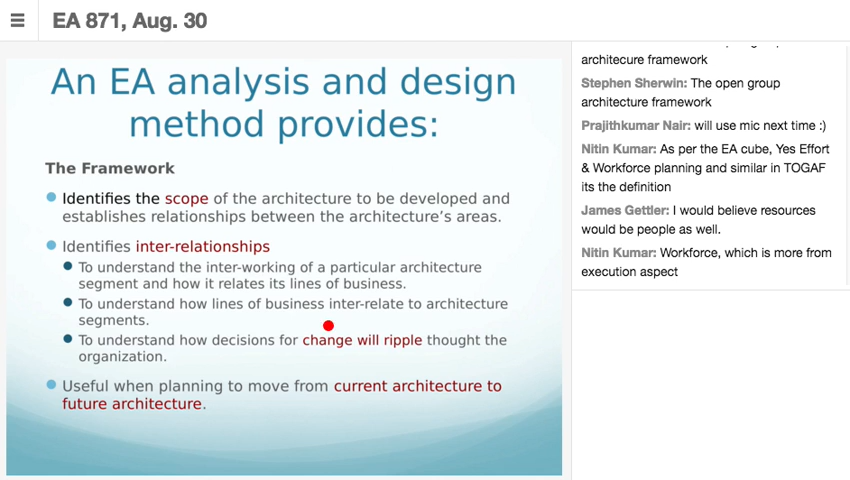 EA 871, Aug. 30
An EA analysis and design
method provides:
The Framework
Identifies the scope of the architecture to be developed and
establishes relationships between the architecture's areas.
Identifies inter-relationships
To understand the inter-working of a particular architecture
segment and how it relates its lines of business.
To understand how lines of business inter-relate to architecture
segments.
To understand how decisions for change will ripple thought the
organization.
Useful when planning to move from current architecture to
future architecture.
architecure framework
Stephen Sherwin: The open group
architecture framework
Prajithkumar Nair: will use mic next time :)
Nitin Kumar: As per the EA cube, Yes Effort
& Workforce planning and similar in TOGAF
its the definition
James Gettler: I would believe resources
would be people as well.
Nitin Kumar: Workforce, which is more from
execution aspect